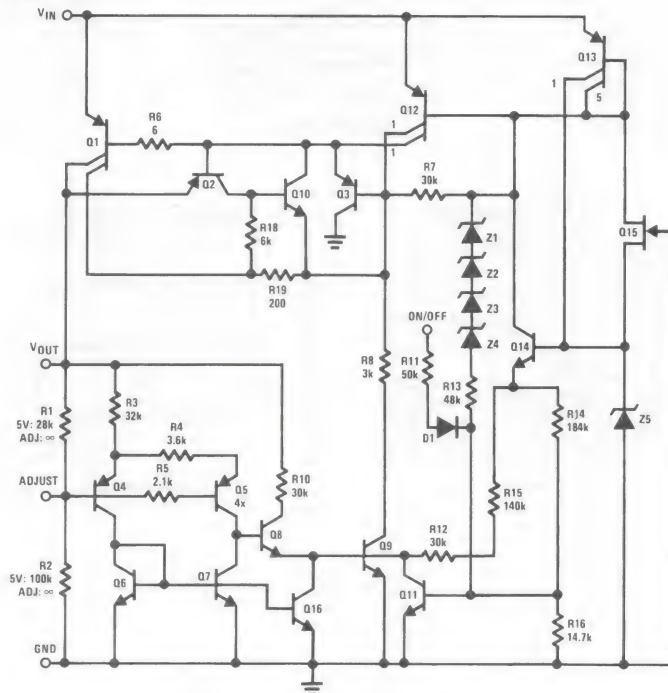 VIN
Q13
1
5
Q12
1
1
R6
6
Q1
Q2
Q10
Q3
R7
30k
R18
6k
R19
200
Z1
Z2
Z3
Z4
Q15
ON/OFF
Q14
VOUT
R8
3k
R11
50k
R13
48k
D1
R14
184k
Z5
R1
5V: 28k
ADJ: ∞
R3
32k
R4
3.6k
R5
2.1k
ADJUST
Q4
Q5
4x
R10
30k
Q8
R15
140k
R12
30k
Q9
R2
5V: 100k
ADJ: ∞
Q6
Q7
Q16
Q11
R16
14.7k
GND